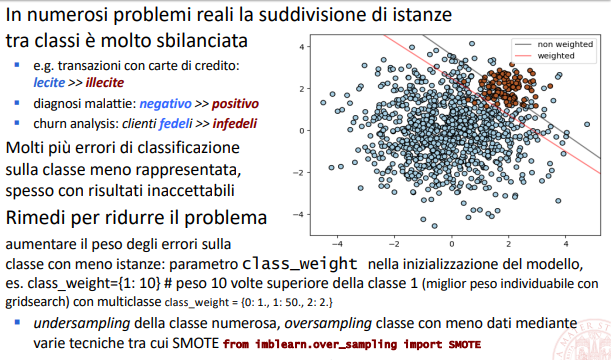 In numerosi problemi reali la suddivisione di istanze
tra classi è molto sbilanciata
▪ e.g. transazioni con carte di credito:
lecite >> illecite
▪ diagnosi malattie: negativo >> positivo
▪ churn analysis: clienti fedeli >> infedeli
Molti più errori di classificazione
sulla classe meno rappresentata,
spesso con risultati inaccettabili
Rimedi per ridurre il problema
aumentare il peso degli errori sulla
classe con meno istanze: parametro class_weight nella inizializzazione del modello,
es. class_weight={1: 10} # peso 10 volte superiore della classe 1 (miglior peso individuabile con
gridsearch) con multiclasse class_weight = {0: 1., 1: 50., 2: 2.}
▪ undersampling della classe numerosa, oversampling classe con meno dati mediante
varie tecniche tra cui SMOTE from imblearn.over_sampling import SMOTE
non weighted
weighted
4
2
0
−2
−4
−4 −2 0 2 4